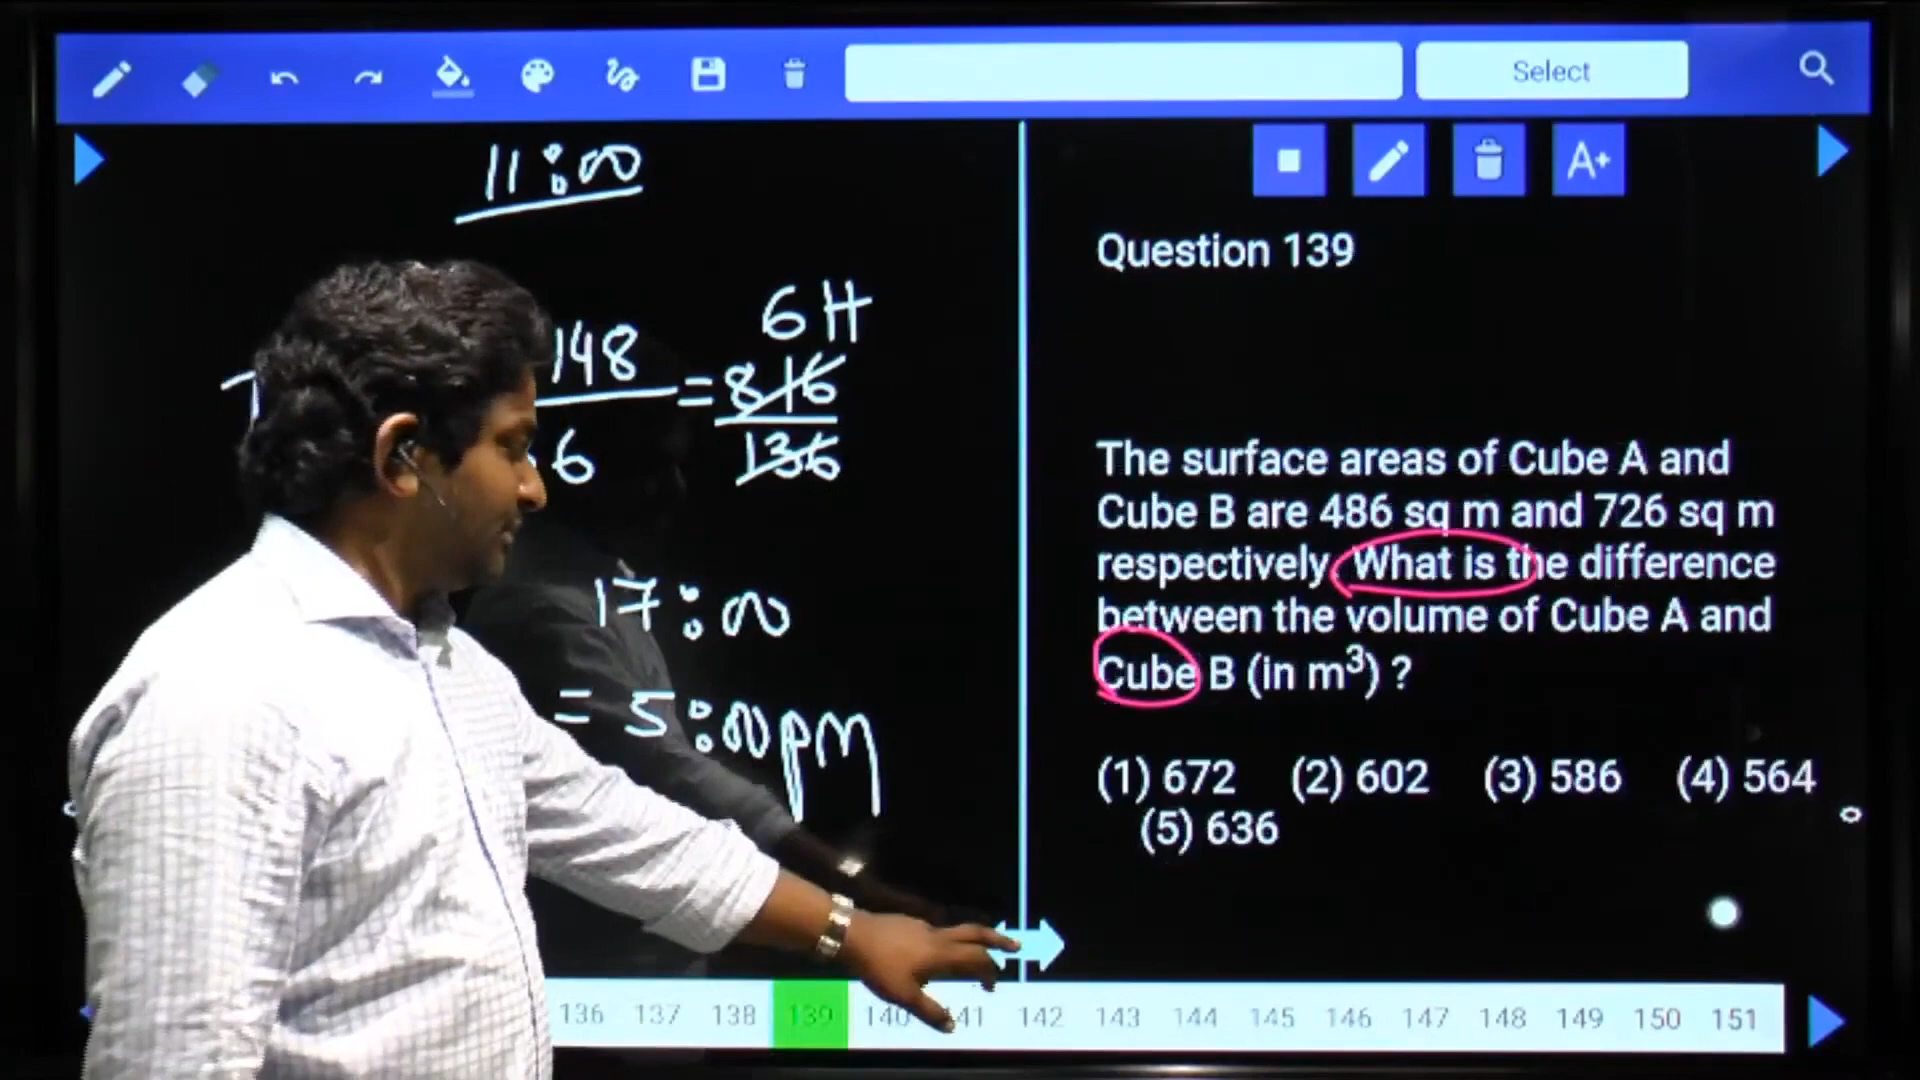 Select
11:00
A+
Question 139
6H
148 = 816
6 136
The surface areas of Cube A and
Cube B are 486 sq m and 726 sq m
respectively. What is the difference
between the volume of Cube A and
Cube B (in m³) ?
17:00
= 5:00pm
(1) 672 (2) 602 (3) 586 (4) 564
(5) 636
136 137 138 139 140 141 142 143 144 145 146 147 148 149 150 151